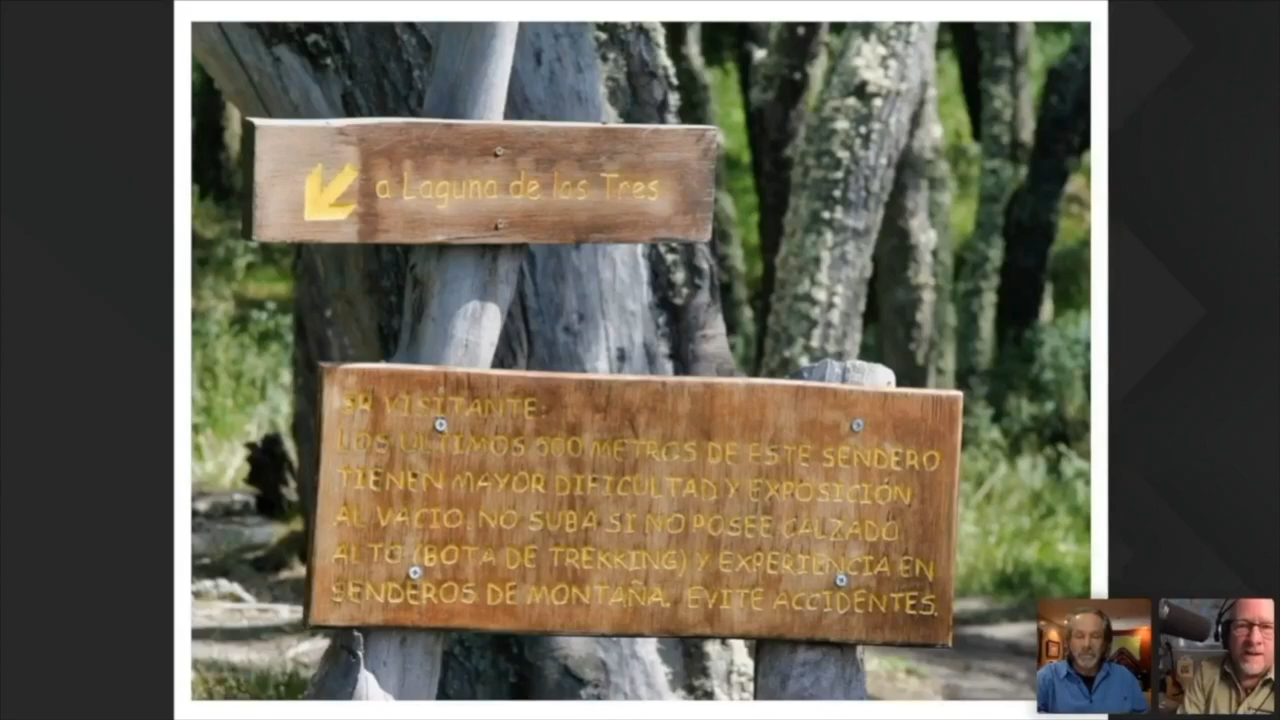 a Laguna de los Tres
SR VISITANTE:
LOS ULTIMOS 500 METROS DE ESTE SENDERO
TIENEN MAYOR DIFICULTAD Y EXPOSICIÓN
AL VACIO. NO SUBA SI NO POSEE CALZADO
ALTO (BOTA DE TREKKING) Y EXPERIENCIA EN
SENDEROS DE MONTAÑA. EVITE ACCIDENTES.